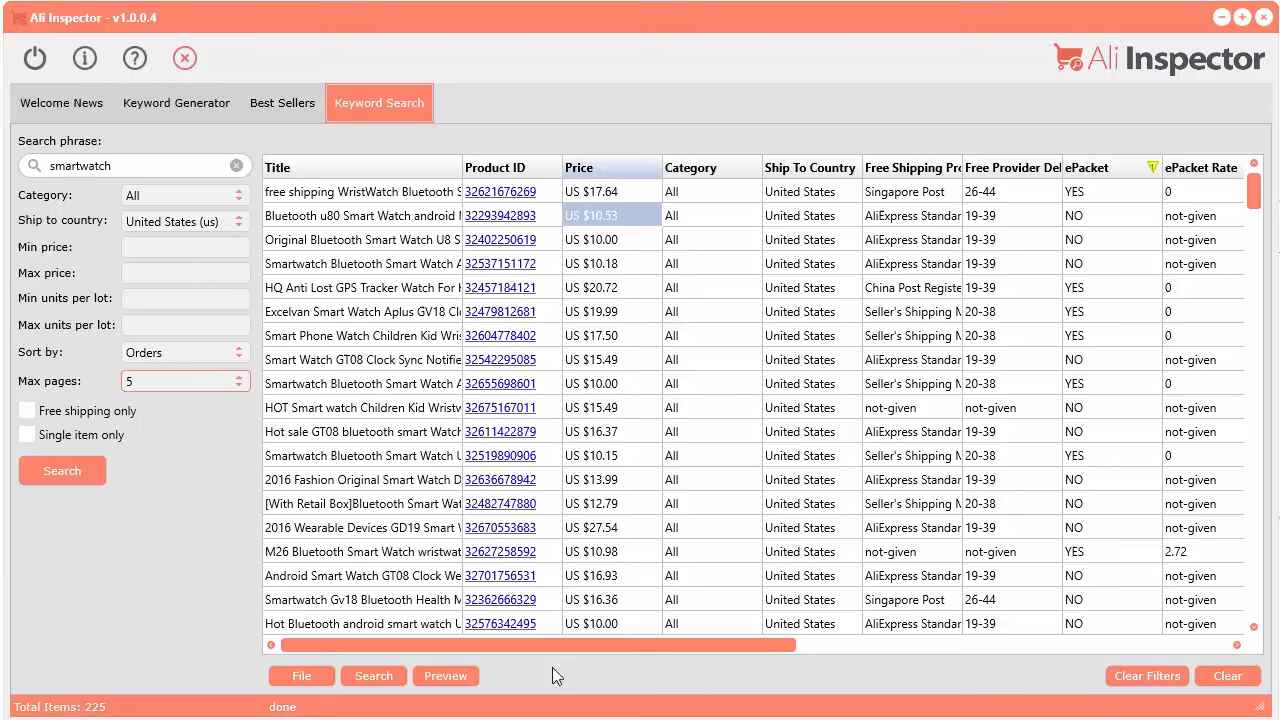 Ali Inspector - v1.0.0.4
Ali Inspector
Welcome News Keyword Generator Best Sellers Keyword Search
Search phrase:
smartwatch
Category: All
Ship to country: United States (us)
Min price:
Max price:
Min units per lot:
Max units per lot:
Sort by: Orders
Max pages: 5
Free shipping only
Single item only
Search
Title Product ID Price Category Ship To Country Free Shipping Pro Free Provider Del ePacket ePacket Rate
free shipping WristWatch Bluetooth S 32621676269 US $17.64 All United States Singapore Post 26-44 YES 0
Bluetooth u80 Smart Watch android 32293942893 US $10.53 All United States AliExpress Standar 19-39 NO not-given
Original Bluetooth Smart Watch U8 S 32402250619 US $10.00 All United States AliExpress Standar 19-39 NO not-given
Smartwatch Bluetooth Smart Watch A 32537151172 US $10.18 All United States AliExpress Standar 19-39 NO not-given
HQ Anti Lost GPS Tracker Watch For 32457184121 US $20.72 All United States China Post Registe 19-39 YES 0
Excelvan Smart Watch Aplus GV18 Cl 32479812681 US $19.99 All United States Seller's Shipping M 20-38 YES 0
Smart Phone Watch Children Kid Wris 32604778402 US $17.50 All United States Seller's Shipping M 20-38 YES 0
Smart Watch GT08 Clock Sync Notifie 32542295085 US $15.49 All United States AliExpress Standar 19-39 NO not-given
Smartwatch Bluetooth Smart Watch A 32655698601 US $10.00 All United States Seller's Shipping M 20-38 YES 0
HOT Smart watch Children Kid Wristw 32675167011 US $15.49 All United States not-given not-given NO not-given
Hot sale GT08 bluetooth smart Watch 32611422879 US $16.37 All United States AliExpress Standar 19-39 NO not-given
Smartwatch Bluetooth Smart Watch U 32519890906 US $10.15 All United States Seller's Shipping M 20-38 YES 0
2016 Fashion Original Smart Watch D 32636678942 US $13.99 All United States AliExpress Standar 19-39 NO not-given
[With Retail Box]Bluetooth Smart Wat 32482747880 US $12.79 All United States Seller's Shipping M 20-38 NO not-given
2016 Wearable Devices GD19 Smart 32670553683 US $27.54 All United States AliExpress Standar 19-39 NO not-given
M26 Bluetooth Smart Watch wristwat 32627258592 US $10.98 All United States not-given not-given YES 2.72
Android Smart Watch GT08 Clock We 32701756531 US $16.93 All United States AliExpress Standar 19-39 NO not-given
Smartwatch Gv18 Bluetooth Health M 32362666329 US $16.36 All United States Singapore Post 26-44 NO not-given
Hot Bluetooth android smart watch U 32576342495 US $10.00 All United States AliExpress Standar 19-39 NO not-given
File Search Preview Clear Filters Clear
Total Items: 225 done